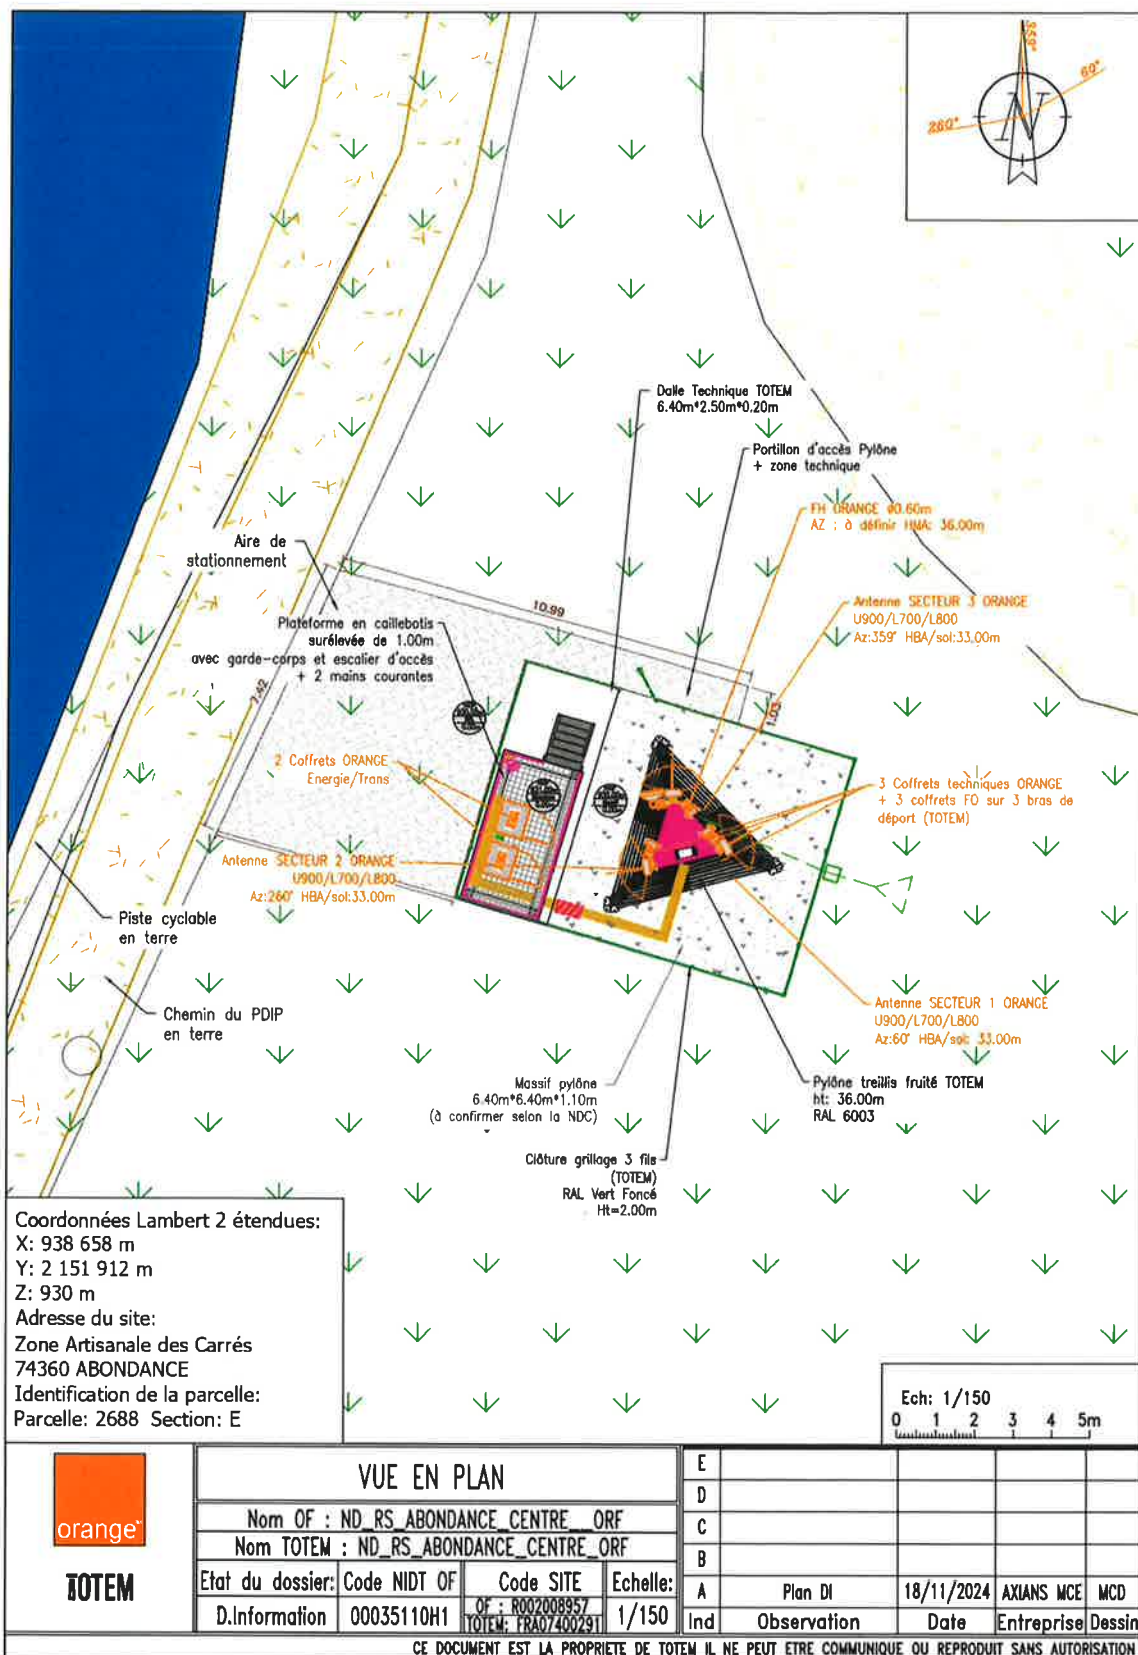 359°
60°
260°
N
Dalle Technique TOTEM
6.40m*2.50m*0.20m
Portillon d'accès Pylône
+ zone technique
FH ORANGE Ø0.60m
AZ : à définir HMA: 36.00m
Aire de
stationnement
10.99
Antenne SECTEUR 3 ORANGE
U900/L700/L800
Az:359° HBA/sol:33.00m
Plateforme en caillebotis
surélevée de 1.00m
avec garde-corps et escalier d'accès
+ 2 mains courantes
7.42
1.03
2 Coffrets ORANGE
Energie/Trans
3 Coffrets techniques ORANGE
+ 3 coffrets FO sur 3 bras de
déport (TOTEM)
Antenne SECTEUR 2 ORANGE
U900/L700/L800
Az:260° HBA/sol:33.00m
Piste cyclable
en terre
Chemin du PDIP
en terre
Antenne SECTEUR 1 ORANGE
U900/L700/L800
Az:60° HBA/sol: 33.00m
Massif pylône
6.40m*6.40m*1.10m
(à confirmer selon la NDC)
Pylône treillis fruité TOTEM
ht: 36.00m
RAL 6003
Clôture grillage 3 fils
(TOTEM)
RAL Vert Foncé
Ht=2.00m
Coordonnées Lambert 2 étendues:
X: 938 658 m
Y: 2 151 912 m
Z: 930 m
Adresse du site:
Zone Artisanale des Carrés
74360 ABONDANCE
Identification de la parcelle:
Parcelle: 2688 Section: E
Ech: 1/150
0 1 2 3 4 5m
orange
TOTEM
VUE EN PLAN
Nom OF : ND_RS_ABONDANCE_CENTRE__ORF
Nom TOTEM : ND_RS_ABONDANCE_CENTRE_ORF
Etat du dossier: Code NIDT OF Code SITE Echelle:
D.Information 00035110H1 OF : R002008957 1/150
TOTEM: FRA07400291
E
D
C
B
A Plan DI 18/11/2024 AXIANS MCE MCD
Ind Observation Date Entreprise Dessin
CE DOCUMENT EST LA PROPRIETE DE TOTEM IL NE PEUT ETRE COMMUNIQUE OU REPRODUIT SANS AUTORISATION